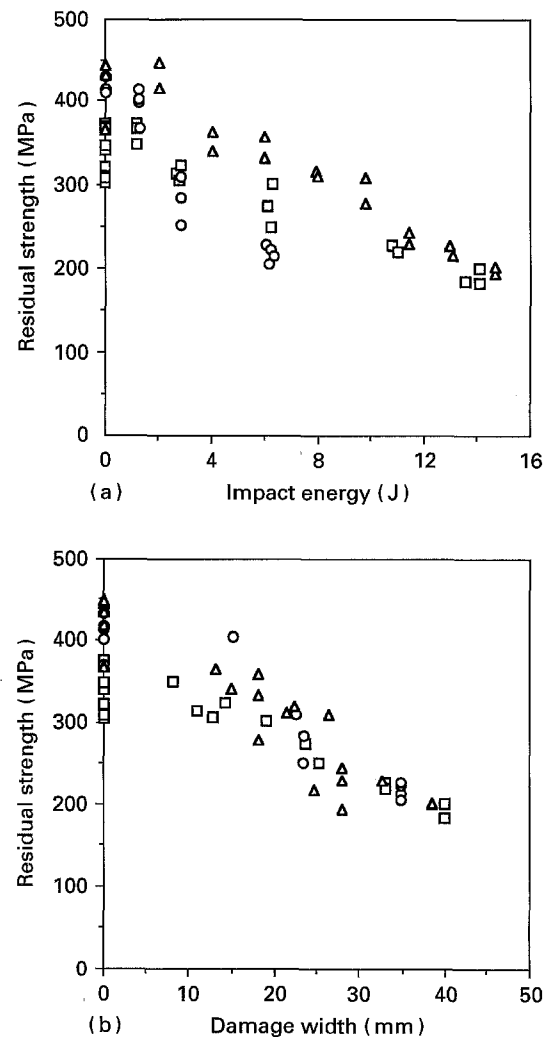 500
400
300
200
100
0
Residual strength (MPa)
0 4 8 12 16
(a) Impact energy (J)
500
400
300
200
100
0
Residual strength (MPa)
0 10 20 30 40 50
(b) Damage width (mm)